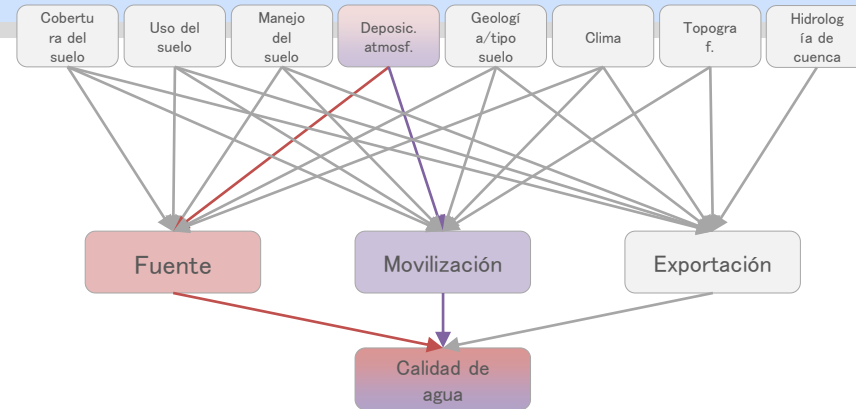 Cobertu
ra del
suelo
Uso del
suelo
Manejo
del
suelo
Deposic.
atmosf.
Geologí
a/tipo
suelo
Clima
Topogra
f.
Hidrolog
ía de
cuenca
Fuente
Movilización
Exportación
Calidad de
agua